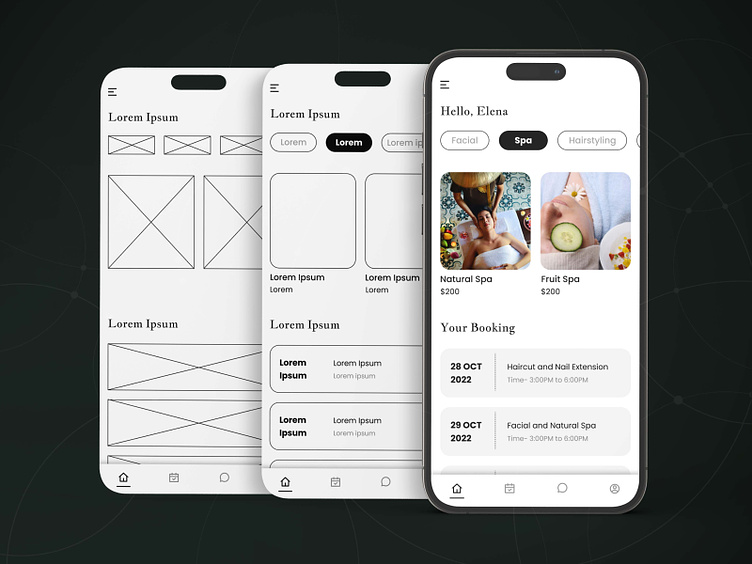 Lorem Ipsum
Lorem Ipsum
Lorem Ipsum
Lorem
Lorem
Lorem ip
Lorem Ipsum
Lorem
Lorem Ipsum
Lorem
Lorem Ipsum
Lorem
Ipsum
Lorem Ipsum
Lorem ipsum
Lorem
Ipsum
Lorem Ipsum
Lorem ipsum
Hello, Elena
Facial
Spa
Hairstyling
Natural Spa
$200
Fruit Spa
$200
Your Booking
28 OCT
2022
Haircut and Nail Extension
Time- 3:00PM to 6:00PM
29 OCT
2022
Facial and Natural Spa
Time- 3:00PM to 6:00PM